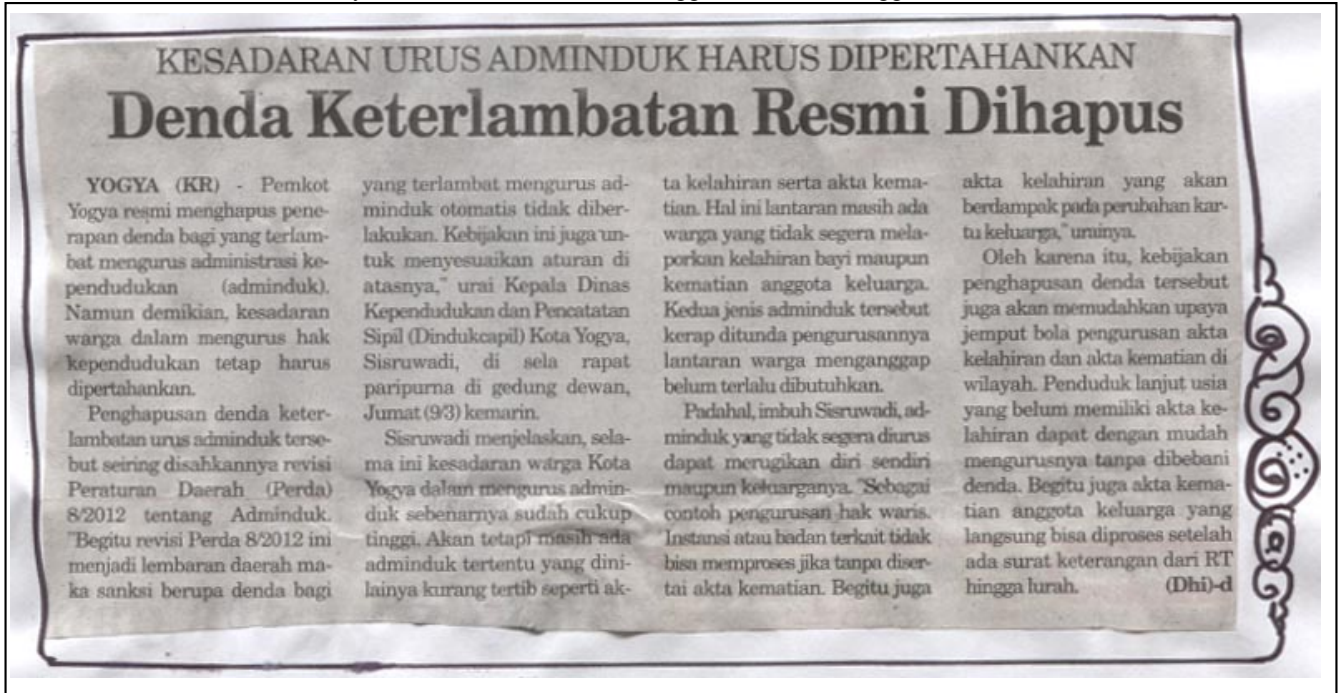 KESADARAN URUS ADMINDUK HARUS DIPERTAHANKAN
Denda Keterlambatan Resmi Dihapus
YOGYA (KR) - Pemkot
Yogya resmi menghapus pene-
rapan denda bagi yang terlam-
bat mengurus administrasi ke-
pendudukan (adminduk).
Namun demikian, kesadaran
warga dalam mengurus hak
kependudukan tetap harus
dipertahankan.
Penghapusan denda keter-
lambatan urus adminduk terse-
but seiring disahkannya revisi
Peraturan Daerah (Perda)
8/2012 tentang Adminduk.
"Begitu revisi Perda 8/2012 ini
menjadi lembaran daerah ma-
ka sanksi berupa denda bagi
yang terlambat mengurus ad-
minduk otomatis tidak diber-
lakukan. Kebijakan ini juga un-
tuk menyesuaikan aturan di
atasnya," urai Kepala Dinas
Kependudukan dan Pencatatan
Sipil (Dindukcapil) Kota Yogya,
Sisruwadi, di sela rapat
paripurna di gedung dewan,
Jumat (9/3) kemarin.
Sisruwadi menjelaskan, sela-
ma ini kesadaran warga Kota
Yogya dalam mengurus admin-
duk sebenarnya sudah cukup
tinggi. Akan tetapi masih ada
adminduk tertentu yang dini-
lainya kurang tertib seperti ak-
ta kelahiran serta akta kema-
tian. Hal ini lantaran masih ada
warga yang tidak segera mela-
porkan kelahiran bayi maupun
kematian anggota keluarga.
Kedua jenis adminduk tersebut
kerap ditunda pengurusannya
lantaran warga menganggap
belum terlalu dibutuhkan.
Padahal, imbuh Sisruwadi, ad-
minduk yang tidak segera diurus
dapat merugikan diri sendiri
maupun keluarganya. "Sebagai
contoh pengurusan hak waris.
Instansi atau badan terkait tidak
bisa memproses jika tanpa diser-
tai akta kematian. Begitu juga
akta kelahiran yang akan
berdampak pada perubahan kar-
tu keluarga," urainya.
Oleh karena itu, kebijakan
penghapusan denda tersebut
juga akan memudahkan upaya
jemput bola pengurusan akta
kelahiran dan akta kematian di
wilayah. Penduduk lanjut usia
yang belum memiliki akta ke-
lahiran dapat dengan mudah
mengurusnya tanpa dibebani
denda. Begitu juga akta kema-
tian anggota keluarga yang
langsung bisa diproses setelah
ada surat keterangan dari RT
hingga lurah. (Dhi)-d